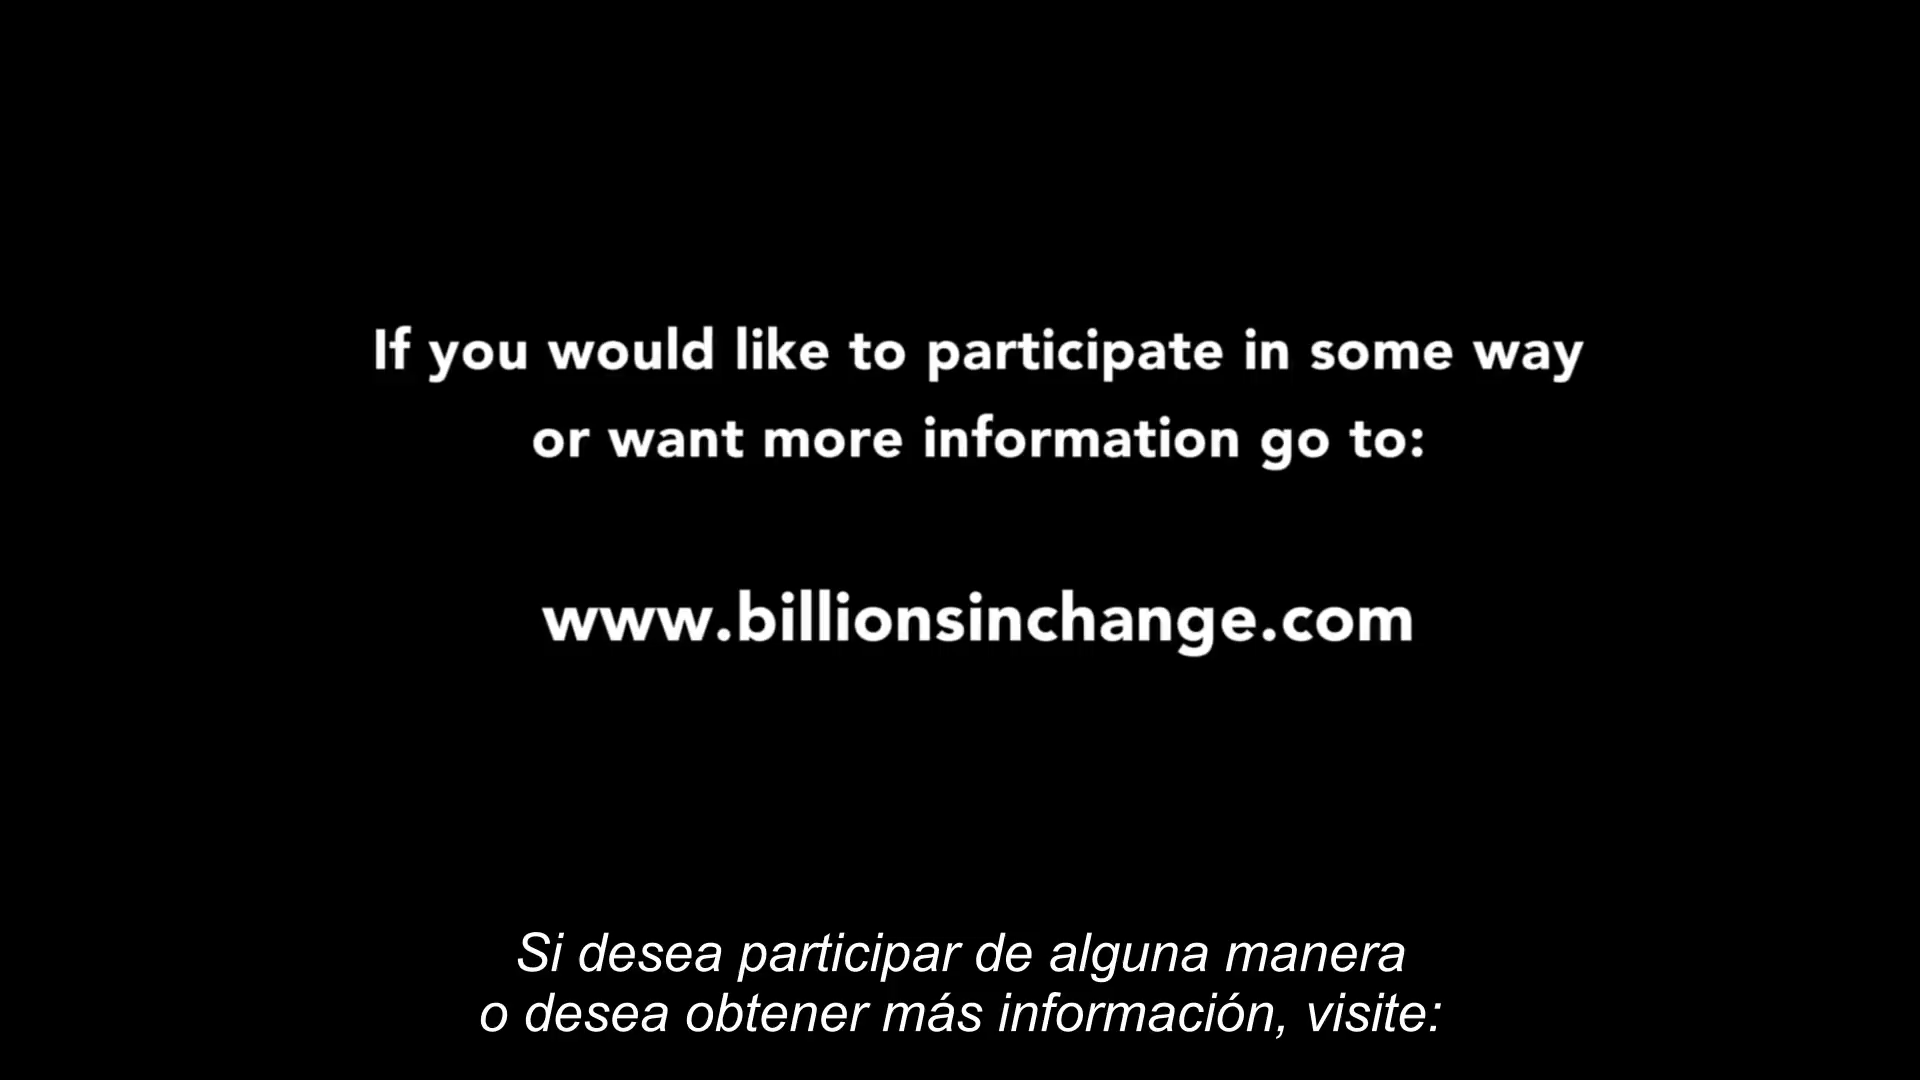 If you would like to participate in some way
or want more information go to:
www.billionsinchange.com
Si desea participar de alguna manera
o desea obtener más información, visite: